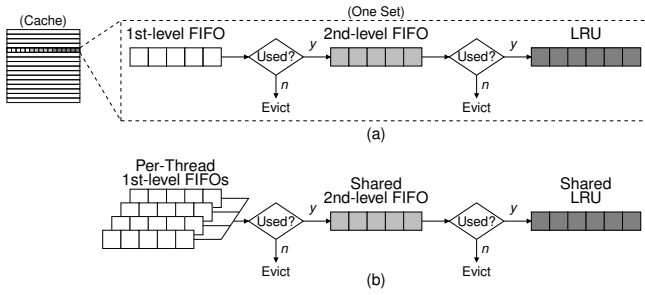 (Cache)
(One Set)
1st-level FIFO
2nd-level FIFO
LRU
Used?
y
Used?
y
n
n
Evict
Evict
(a)
Per-Thread
1st-level FIFOs
Shared
2nd-level FIFO
Shared
LRU
Used?
y
Used?
y
n
n
Evict
Evict
(b)